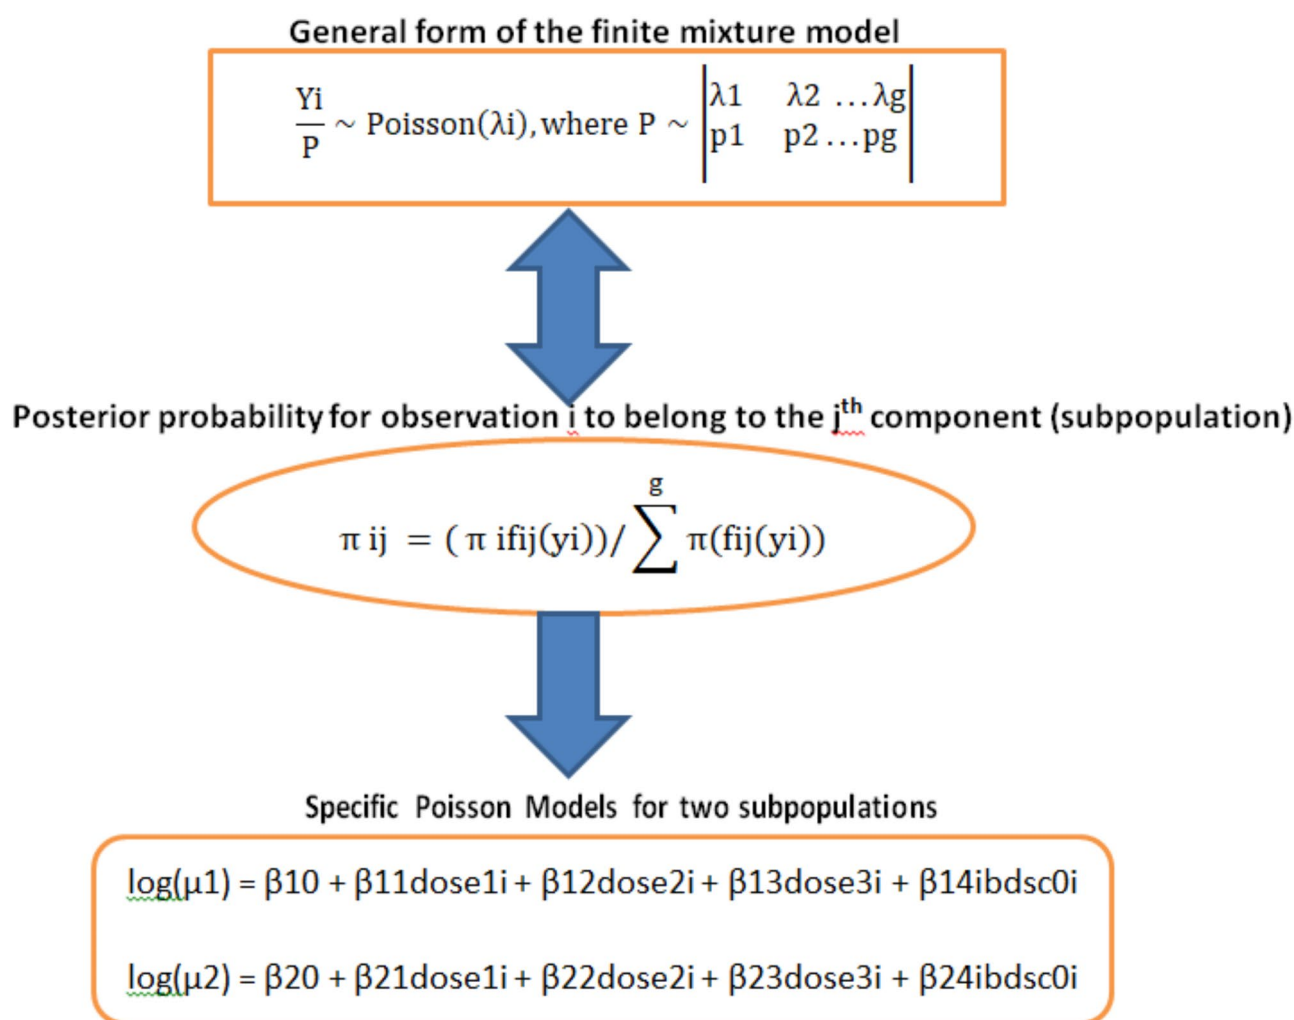 General form of the finite mixture model
Yi
P
~ Poisson(λi), where P ~
λ1 λ2 ...λg
p1 p2...pg
Posterior probability for observation i to belong to the jth component (subpopulation)
g
π ij = ( π ifij(yi))/∑ π(fij(yi))
Specific Poisson Models for two subpopulations
log(μ1) = β10 + β11dose1i + β12dose2i + β13dose3i + β14ibdsc0i
log(μ2) = β20 + β21dose1i + β22dose2i + β23dose3i + β24ibdsc0i